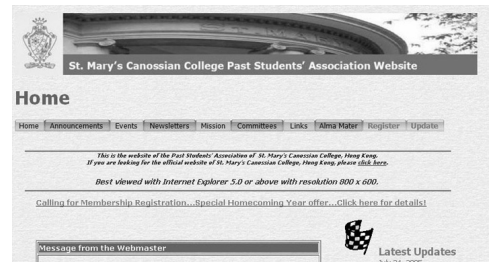 St. Mary's Canossian College Past Students' Association Website
Home
Home Announcements Events Newsletters Mission Committees Links Alma Mater Register Update
This is the website of the Past Students' Association of St. Mary's Canossian College, Hong Kong.
If you are looking for the official website of St. Mary's Canossian College, Hong Kong, please click here.
Best viewed with Internet Explorer 5.0 or above with resolution 800 x 600.
Calling for Membership Registration...Special Homecoming Year offer...Click here for details!
Message from the Webmaster
Latest Updates